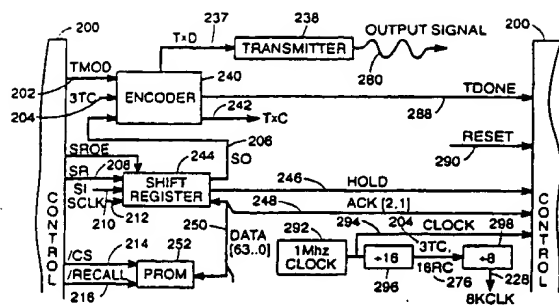 200
237
238
OUTPUT SIGNAL
200
TxD
TRANSMITTER
TMOD
240
280
202
3TC
ENCODER
242
TDONE
204
TxC
288
206
SROE
244
SO
RESET
SR
208
290
SI
SHIFT REGISTER
246
HOLD
SCLK
210
212
248
ACK [2,1]
250
292
294
204
CLOCK
298
214
252
DATA [63..0]
1Mhz CLOCK
÷16
3TC, 16RC
÷8
/CS
/RECALL
PROM
296
276
228
216
8KCLK
CONTROL
CONTROL